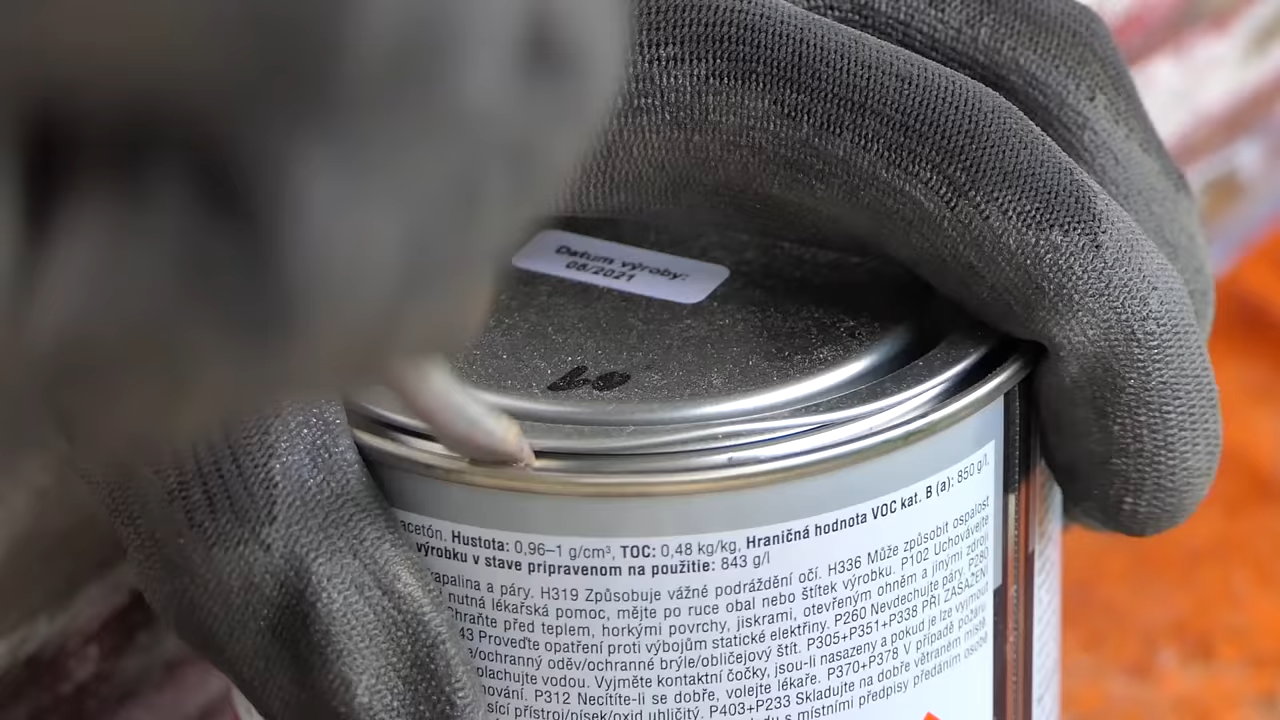 Datum výroby:
06/2021
acetón. Hustota: 0,96–1 g/cm³, TOC: 0,48 kg/kg, Hraničná hodnota VOC kat. B (a): 850 g/l,
výrobku v stave pripravenom na použitie: 843 g/l
kapalina a páry. H319 Způsobuje vážné podráždění očí. H336 Může způsobit ospalost
nutná lékařská pomoc, mějte po ruce obal nebo štítek výrobku. P102 Uchovávejte
Chraňte před teplem, horkými povrchy, jiskrami, otevřeným ohněm a jinými zdroji
43 Proveďte opatření proti výbojům statické elektřiny. P260 Nevdechujte páry. P280
e/ochranný oděv/ochranné brýle/obličejový štít. P305+P351+P338 PŘI ZASAŽENÍ
oplachujte vodou. Vyjměte kontaktní čočky, jsou-li nasazeny a pokud je lze vyjmout
hování. P312 Necítíte-li se dobře, volejte lékaře. P370+P378 V případě požáru
sící přístroj/písek/oxid uhličitý. P403+P233 Skladujte na dobře větraném místě
s místními předpisy předáním osobě